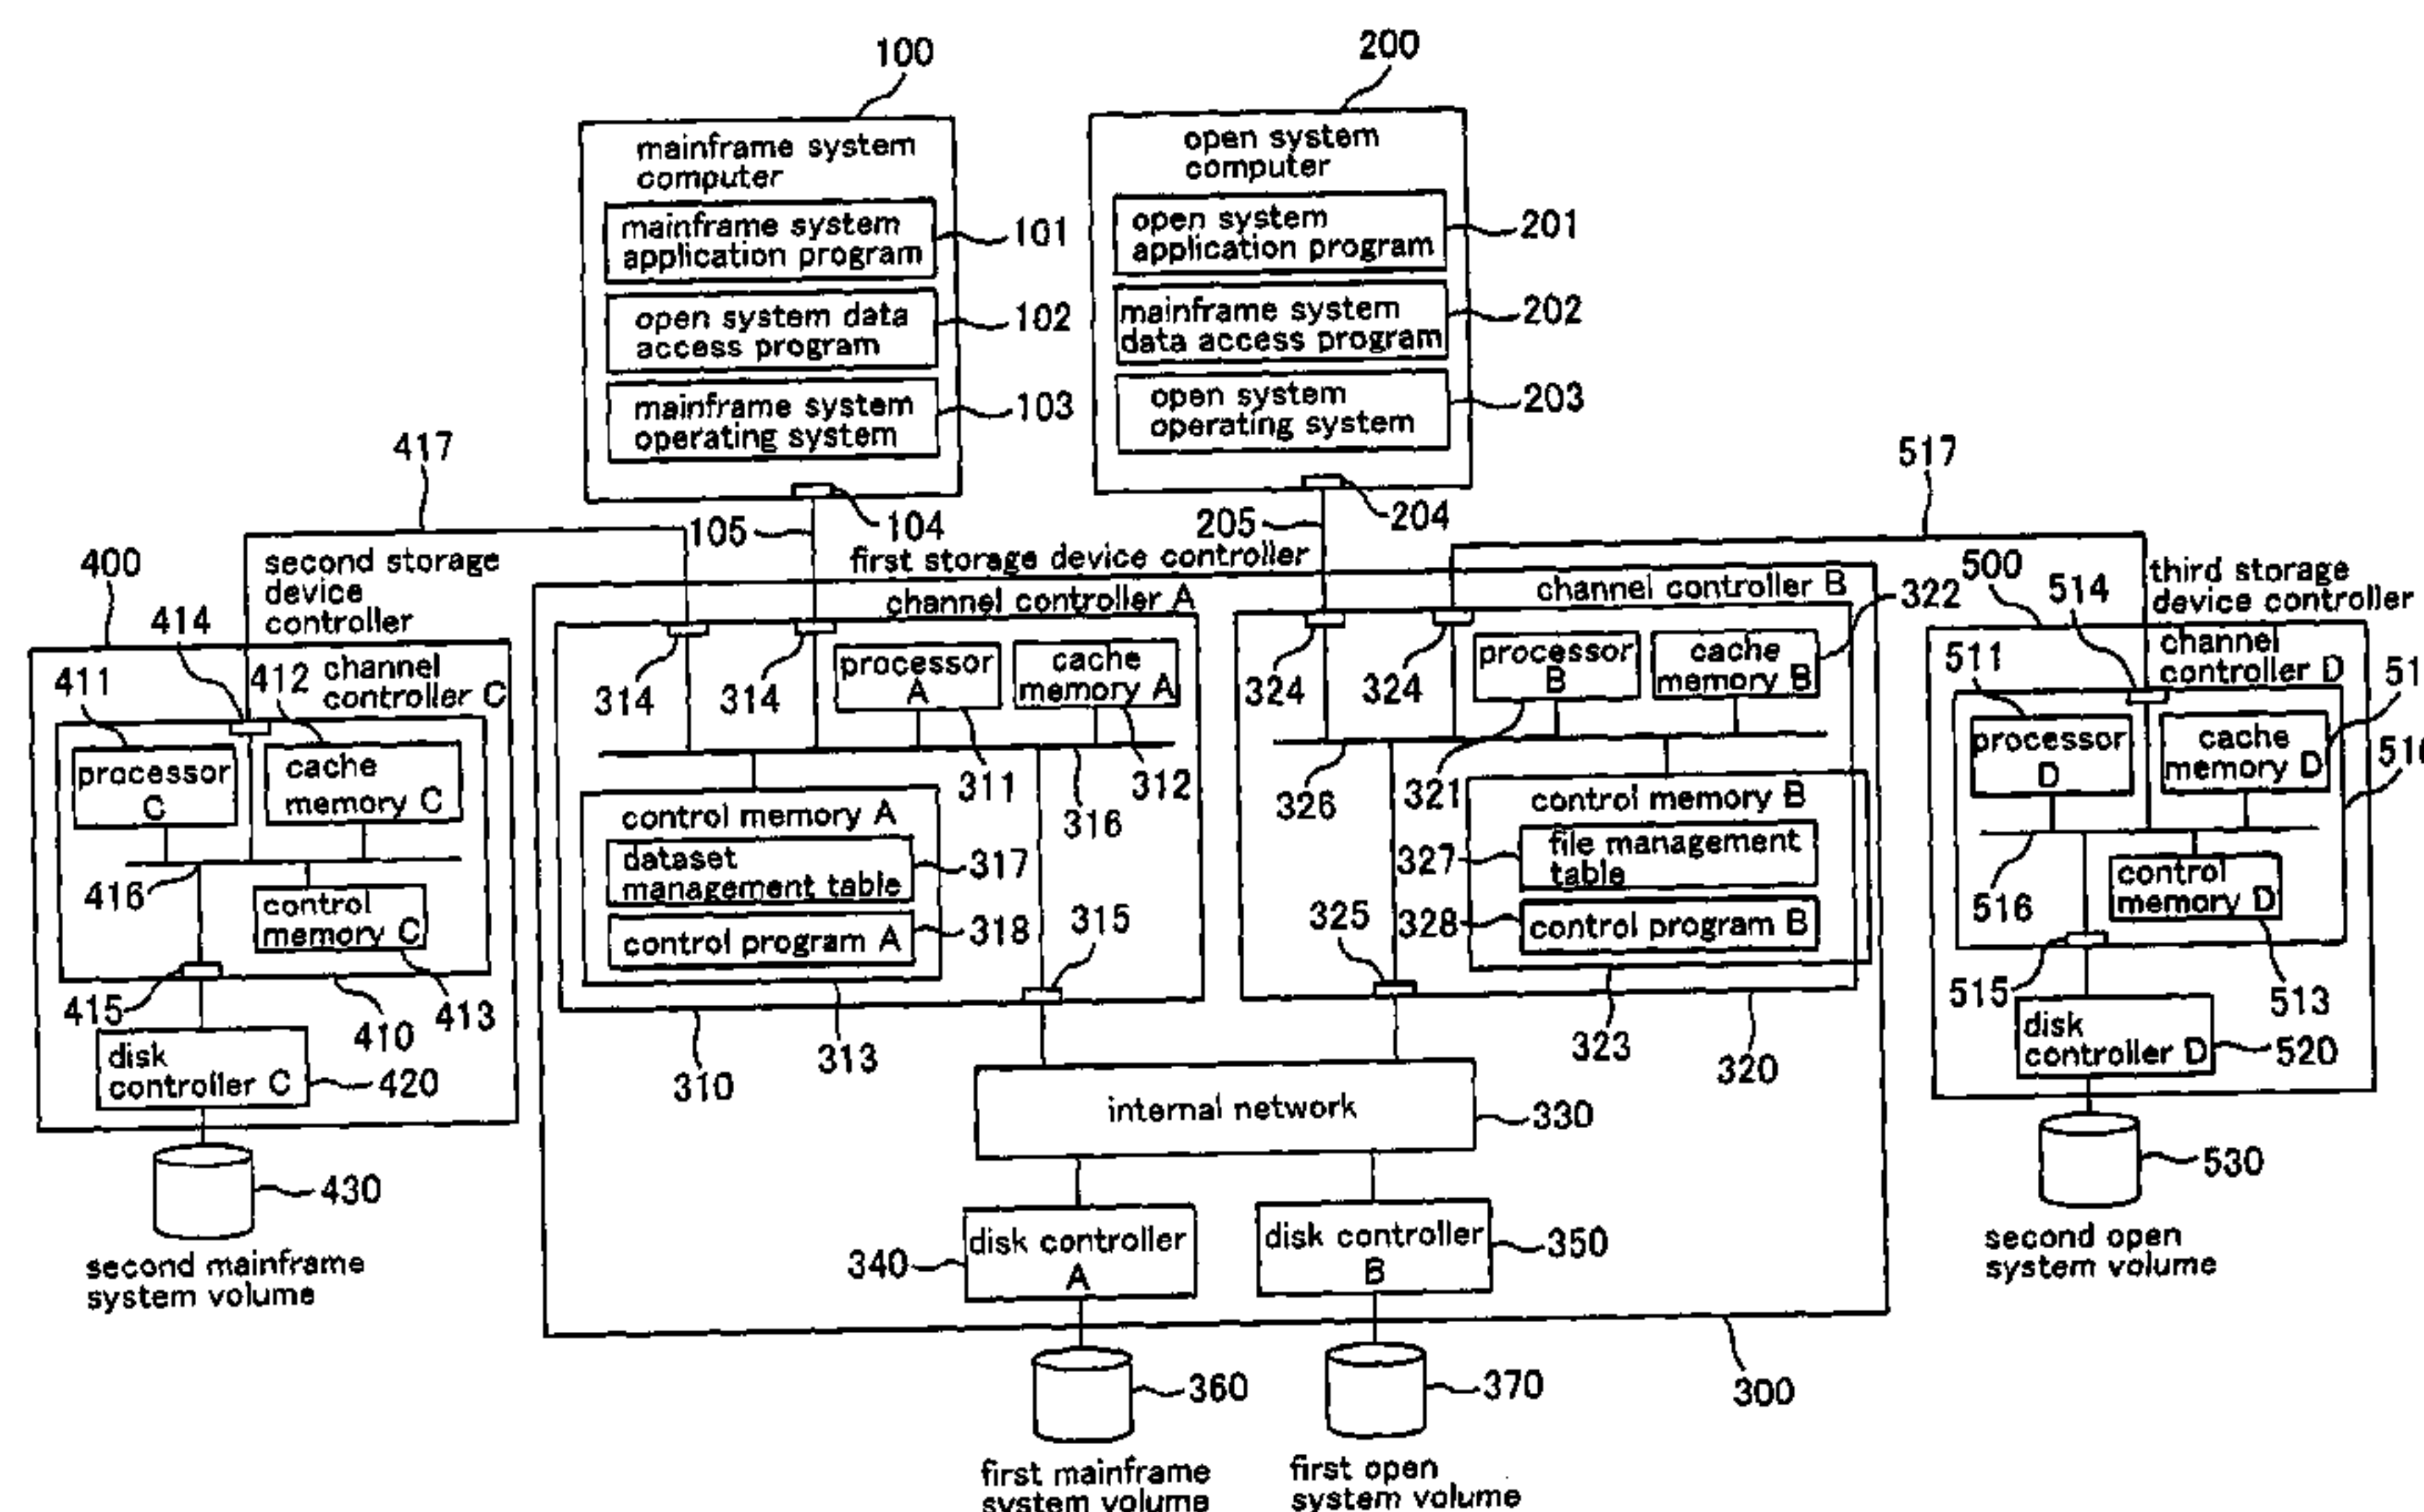 100
200
mainframe system
computer
mainframe system
application program
101
open system data
access program
102
mainframe system
operating system
103
104
105
open system
computer
open system
application program
201
mainframe system
data access program
202
open system
operating system
203
204
205
417
517
400
second storage
device
controller
414
411
412
channel
controller C
processor
C
cache
memory C
416
control
memory C
415
410
413
disk
controller C
420
430
second mainframe
system volume
first storage device controller
channel controller A
314
314
processor
A
cache
memory A
311
312
316
control memory A
dataset
management table
317
control program A
318
315
310
313
channel controller B
322
324
324
processor
B
cache
memory B
326
321
control memory B
327
file management
table
325
328
control program B
323
320
internal network
330
340
disk controller
A
disk controller
B
350
360
370
300
first mainframe
system volume
first open
system volume
500
514
third storage
device controller
511
channel
controller D
processor
D
cache
memory D
516
control
memory D
515
513
disk
controller D
520
530
second open
system volume